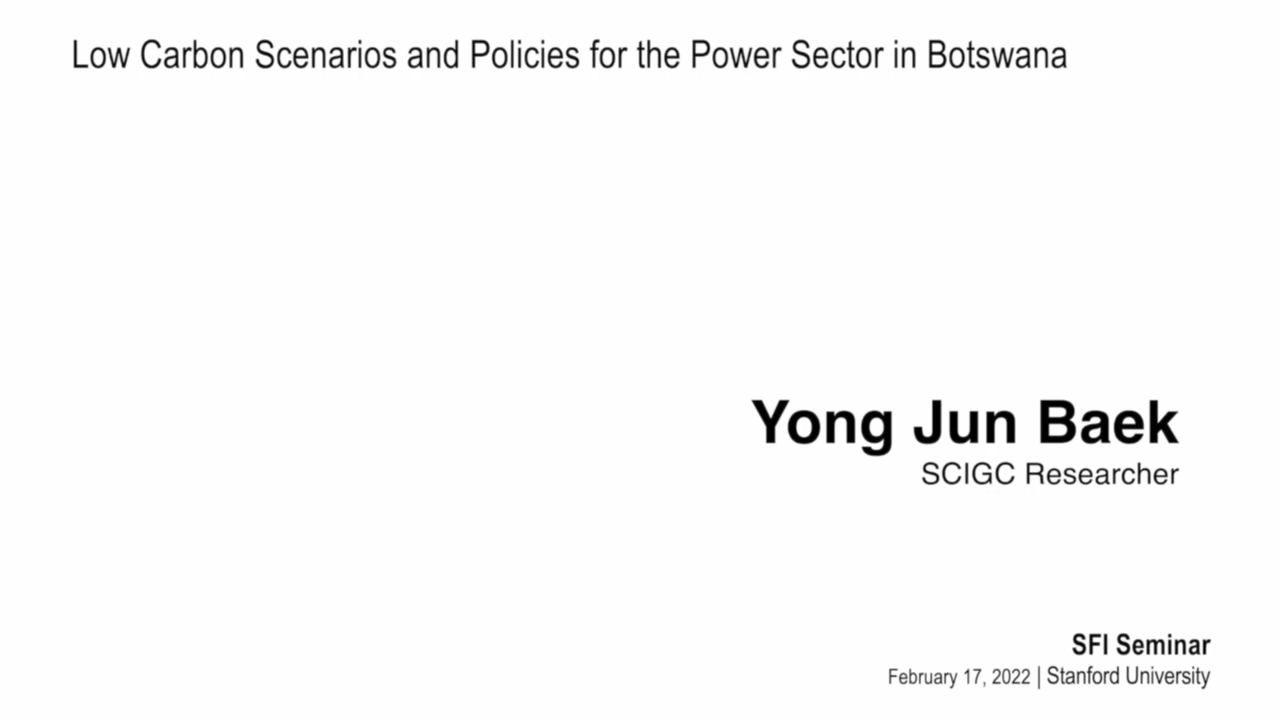 Low Carbon Scenarios and Policies for the Power Sector in Botswana
Yong Jun Baek
SCIGC Researcher
SFI Seminar
February 17, 2022 | Stanford University